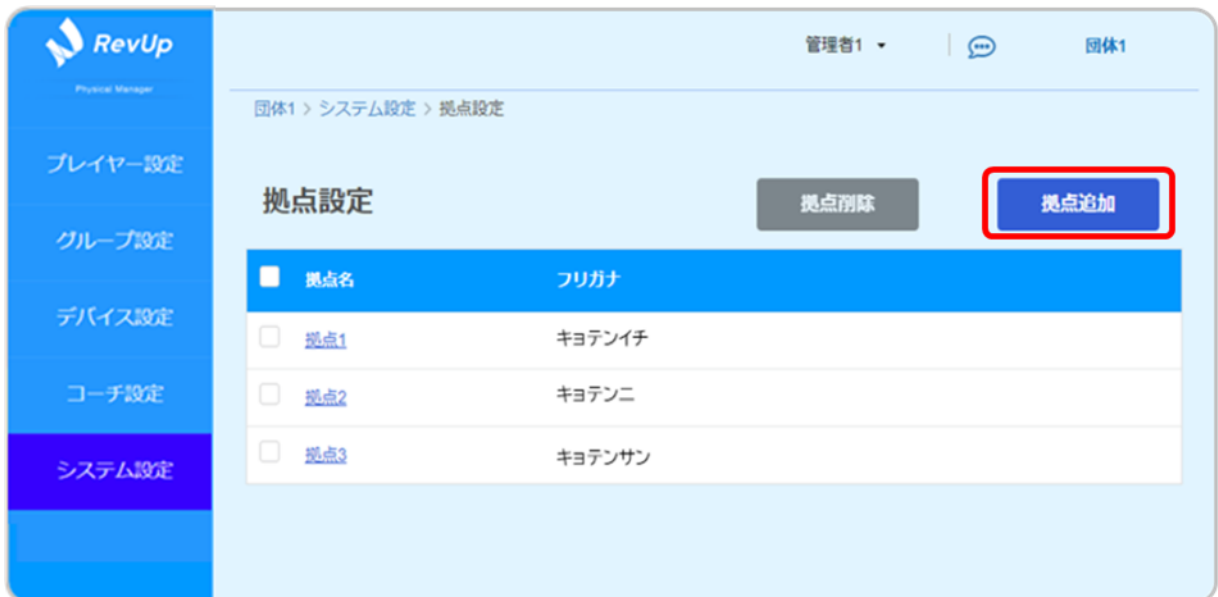 RevUp
Physical Manager
管理者1
団体1
団体1 > システム設定 > 拠点設定
プレイヤー設定
グループ設定
デバイス設定
コーチ設定
システム設定
拠点設定
拠点削除
拠点追加
拠点名 フリガナ
拠点1 キョテンイチ
拠点2 キョテンニ
拠点3 キョテンサン